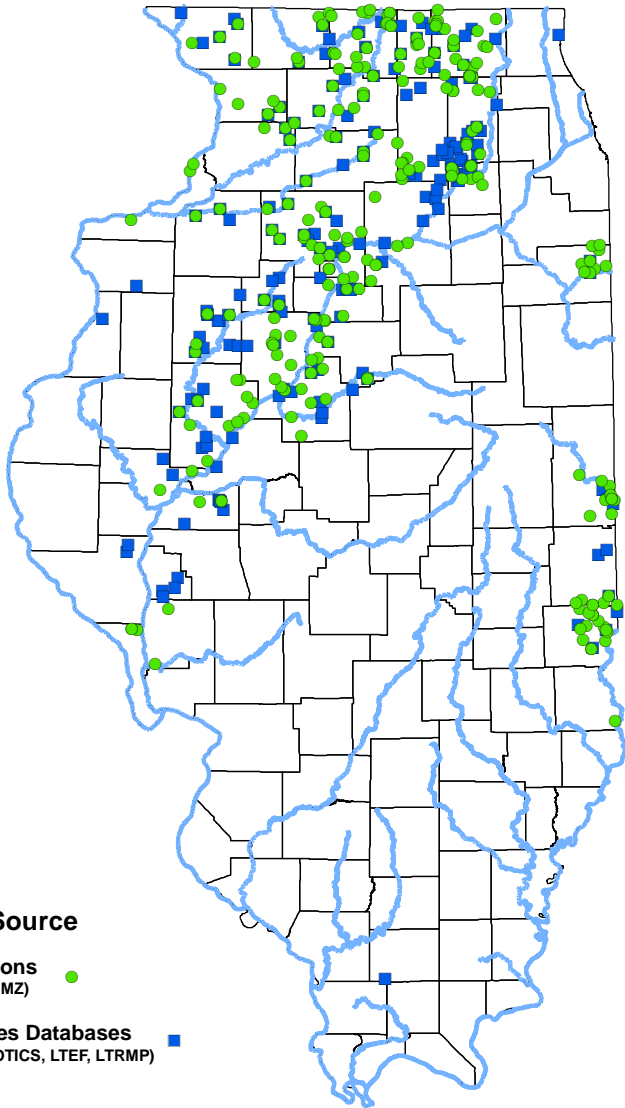 Source
ons
MZ)
es Databases
OTICS, LTEF, LTRMP)